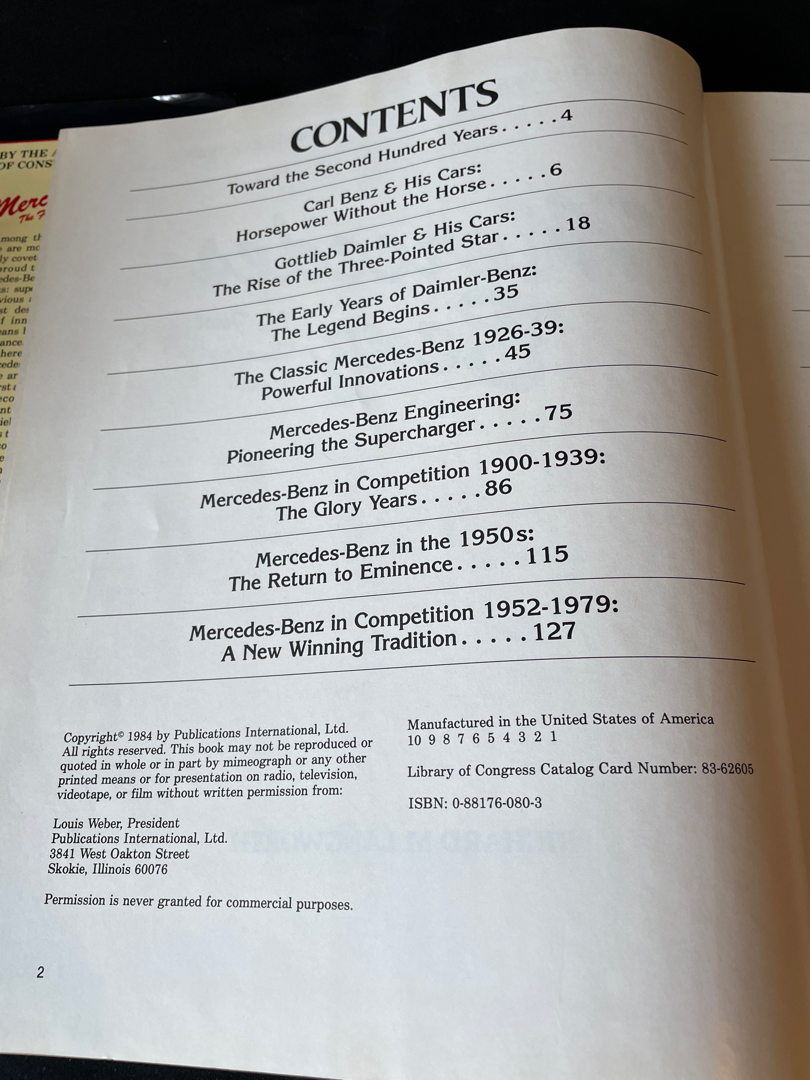 BY THE
OF CONS
Merc
The F
CONTENTS
Toward the Second Hundred Years.....4
Carl Benz & His Cars:
Horsepower Without the Horse.....6
Gottlieb Daimler & His Cars:
The Rise of the Three-Pointed Star.....18
The Early Years of Daimler-Benz:
The Legend Begins.....35
The Classic Mercedes-Benz 1926-39:
Powerful Innovations.....45
Mercedes-Benz Engineering:
Pioneering the Supercharger.....75
Mercedes-Benz in Competition 1900-1939:
The Glory Years.....86
Mercedes-Benz in the 1950s:
The Return to Eminence.....115
Mercedes-Benz in Competition 1952-1979:
A New Winning Tradition.....127
Copyright© 1984 by Publications International, Ltd.
All rights reserved. This book may not be reproduced or
quoted in whole or in part by mimeograph or any other
printed means or for presentation on radio, television,
videotape, or film without written permission from:
Louis Weber, President
Publications International, Ltd.
3841 West Oakton Street
Skokie, Illinois 60076
Permission is never granted for commercial purposes.
Manufactured in the United States of America
10 9 8 7 6 5 4 3 2 1
Library of Congress Catalog Card Number: 83-62605
ISBN: 0-88176-080-3
2